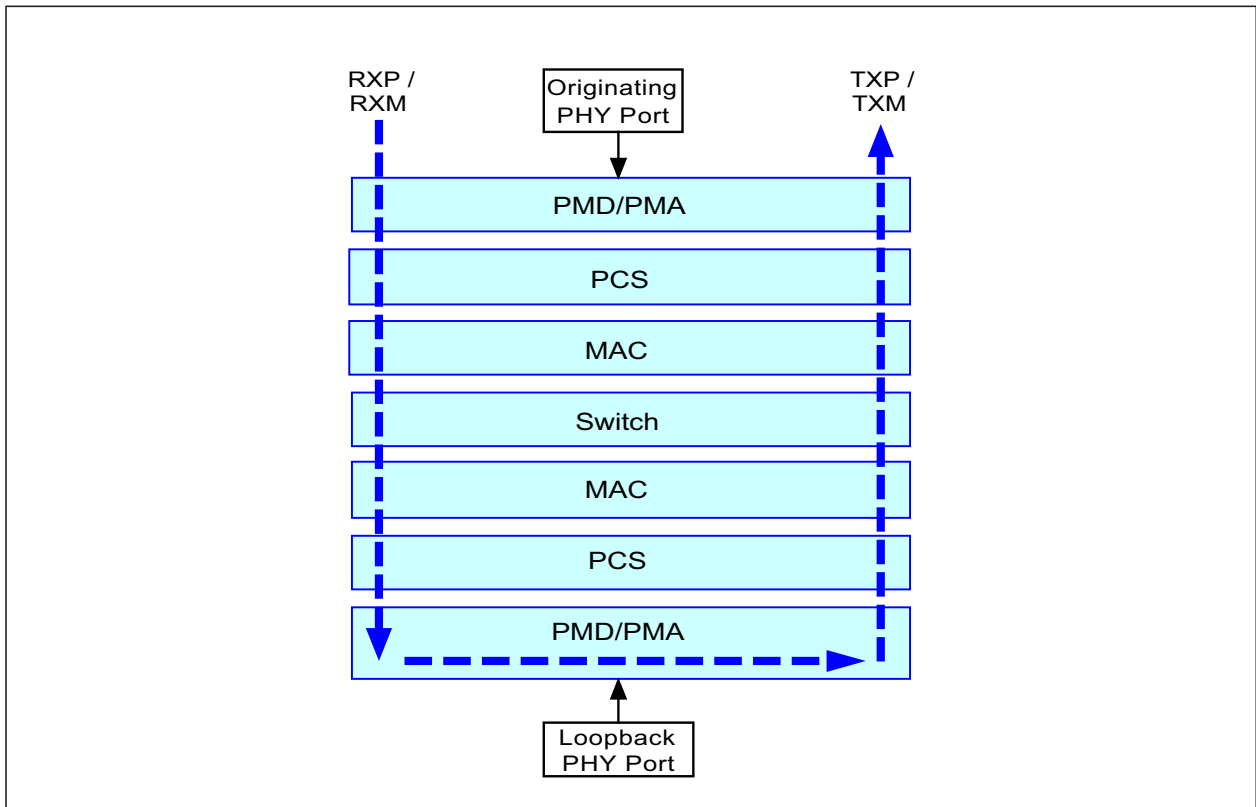 RXP /
RXM
Originating
PHY Port
TXP /
TXM
PMD/PMA
PCS
MAC
Switch
MAC
PCS
PMD/PMA
Loopback
PHY Port